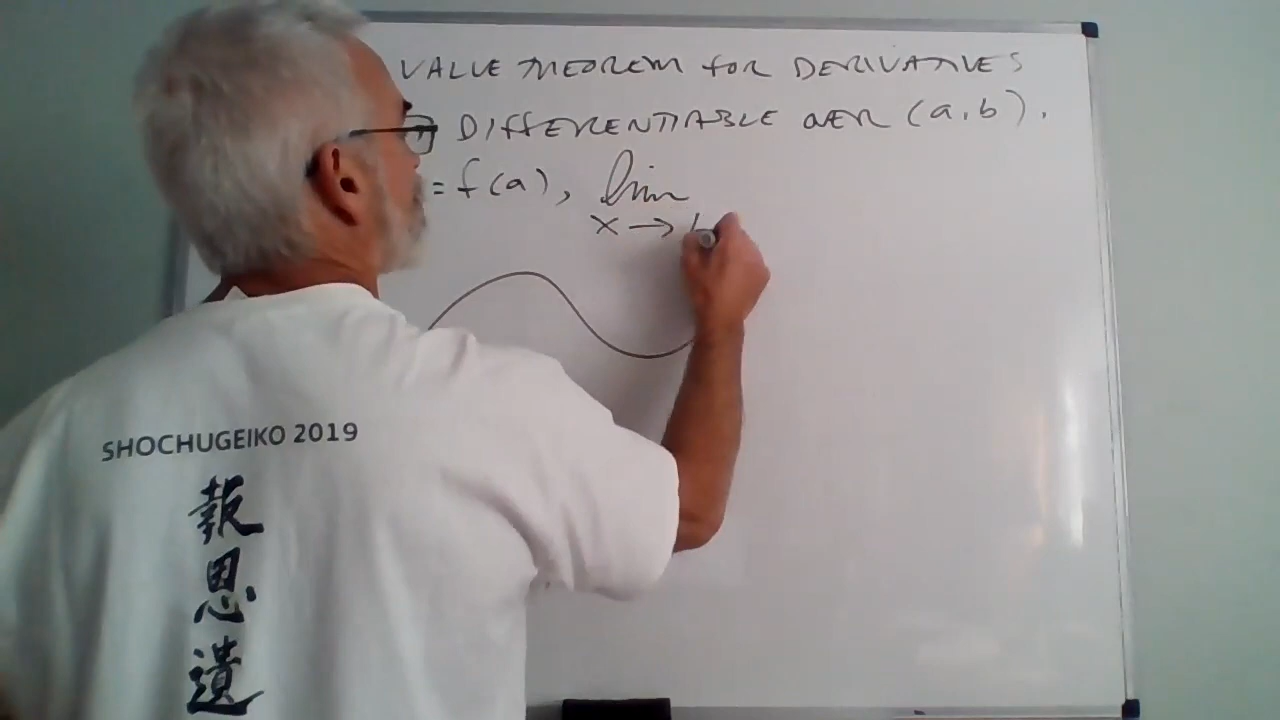 VALUE THEOREM FOR DERIVATIVES
DIFFERENTIABLE OVER (a,b).
= f(a), lim
x →
SHOCHUGEIKO 2019
報
恩
遺